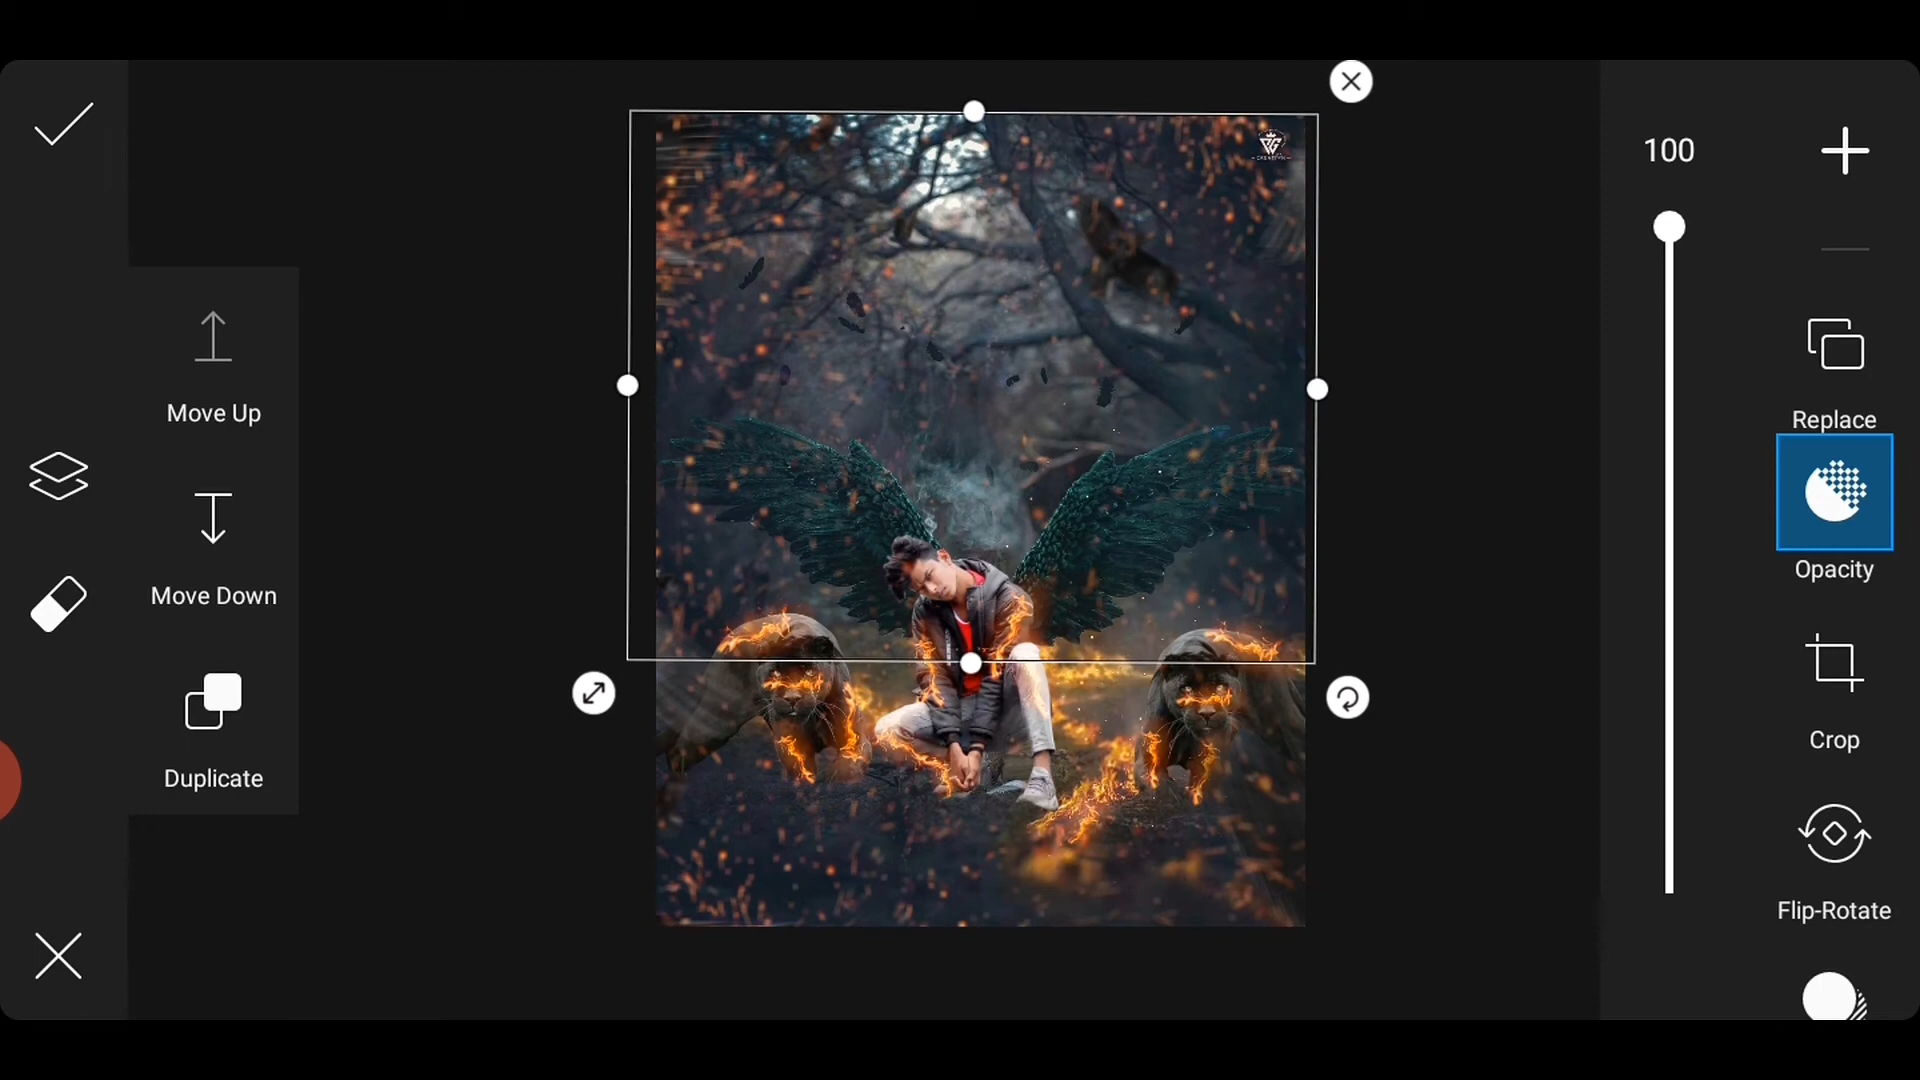 100
Move Up
Replace
Move Down
Opacity
Duplicate
Crop
Flip-Rotate